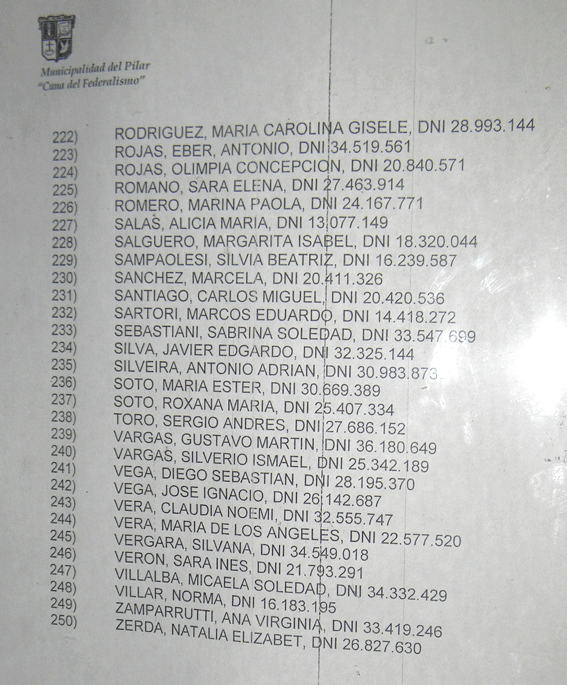 Municipalidad del Pilar
"Cuna del Federalismo"
222) RODRIGUEZ, MARIA CAROLINA GISELE, DNI 28.993.144
223) ROJAS, EBER, ANTONIO, DNI 34.519.561
224) ROJAS, OLIMPIA CONCEPCION, DNI 20.840.571
225) ROMANO, SARA ELENA, DNI 27.463.914
226) ROMERO, MARINA PAOLA, DNI 24.167.771
227) SALAS, ALICIA MARIA, DNI 13.077.149
228) SALGUERO, MARGARITA ISABEL, DNI 18.320.044
229) SAMPAOLESI, SILVIA BEATRIZ, DNI 16.239.587
230) SANCHEZ, MARCELA, DNI 20.411.326
231) SANTIAGO, CARLOS MIGUEL, DNI 20.420.536
232) SARTORI, MARCOS EDUARDO, DNI 14.418.272
233) SEBASTIANI, SABRINA SOLEDAD, DNI 33.547.699
234) SILVA, JAVIER EDGARDO, DNI 32.325.144
235) SILVEIRA, ANTONIO ADRIAN, DNI 30.983.873
236) SOTO, MARIA ESTER, DNI 30.669.389
237) SOTO, ROXANA MARIA, DNI 25.407.334
238) TORO, SERGIO ANDRES, DNI 27.686.152
239) VARGAS, GUSTAVO MARTIN, DNI 36.180.649
240) VARGAS, SILVERIO ISMAEL, DNI 25.342.189
241) VEGA, DIEGO SEBASTIAN, DNI 28.195.370
242) VEGA, JOSE IGNACIO, DNI 26.142.687
243) VERA, CLAUDIA NOEMI, DNI 32.555.747
244) VERA, MARIA DE LOS ANGELES, DNI 22.577.520
245) VERGARA, SILVANA, DNI 34.549.018
246) VERON, SARA INES, DNI 21.793.291
247) VILLALBA, MICAELA SOLEDAD, DNI 34.332.429
248) VILLAR, NORMA, DNI 16.183.195
249) ZAMPARRUTTI, ANA VIRGINIA, DNI 33.419.246
250) ZERDA, NATALIA ELIZABET, DNI 26.827.630